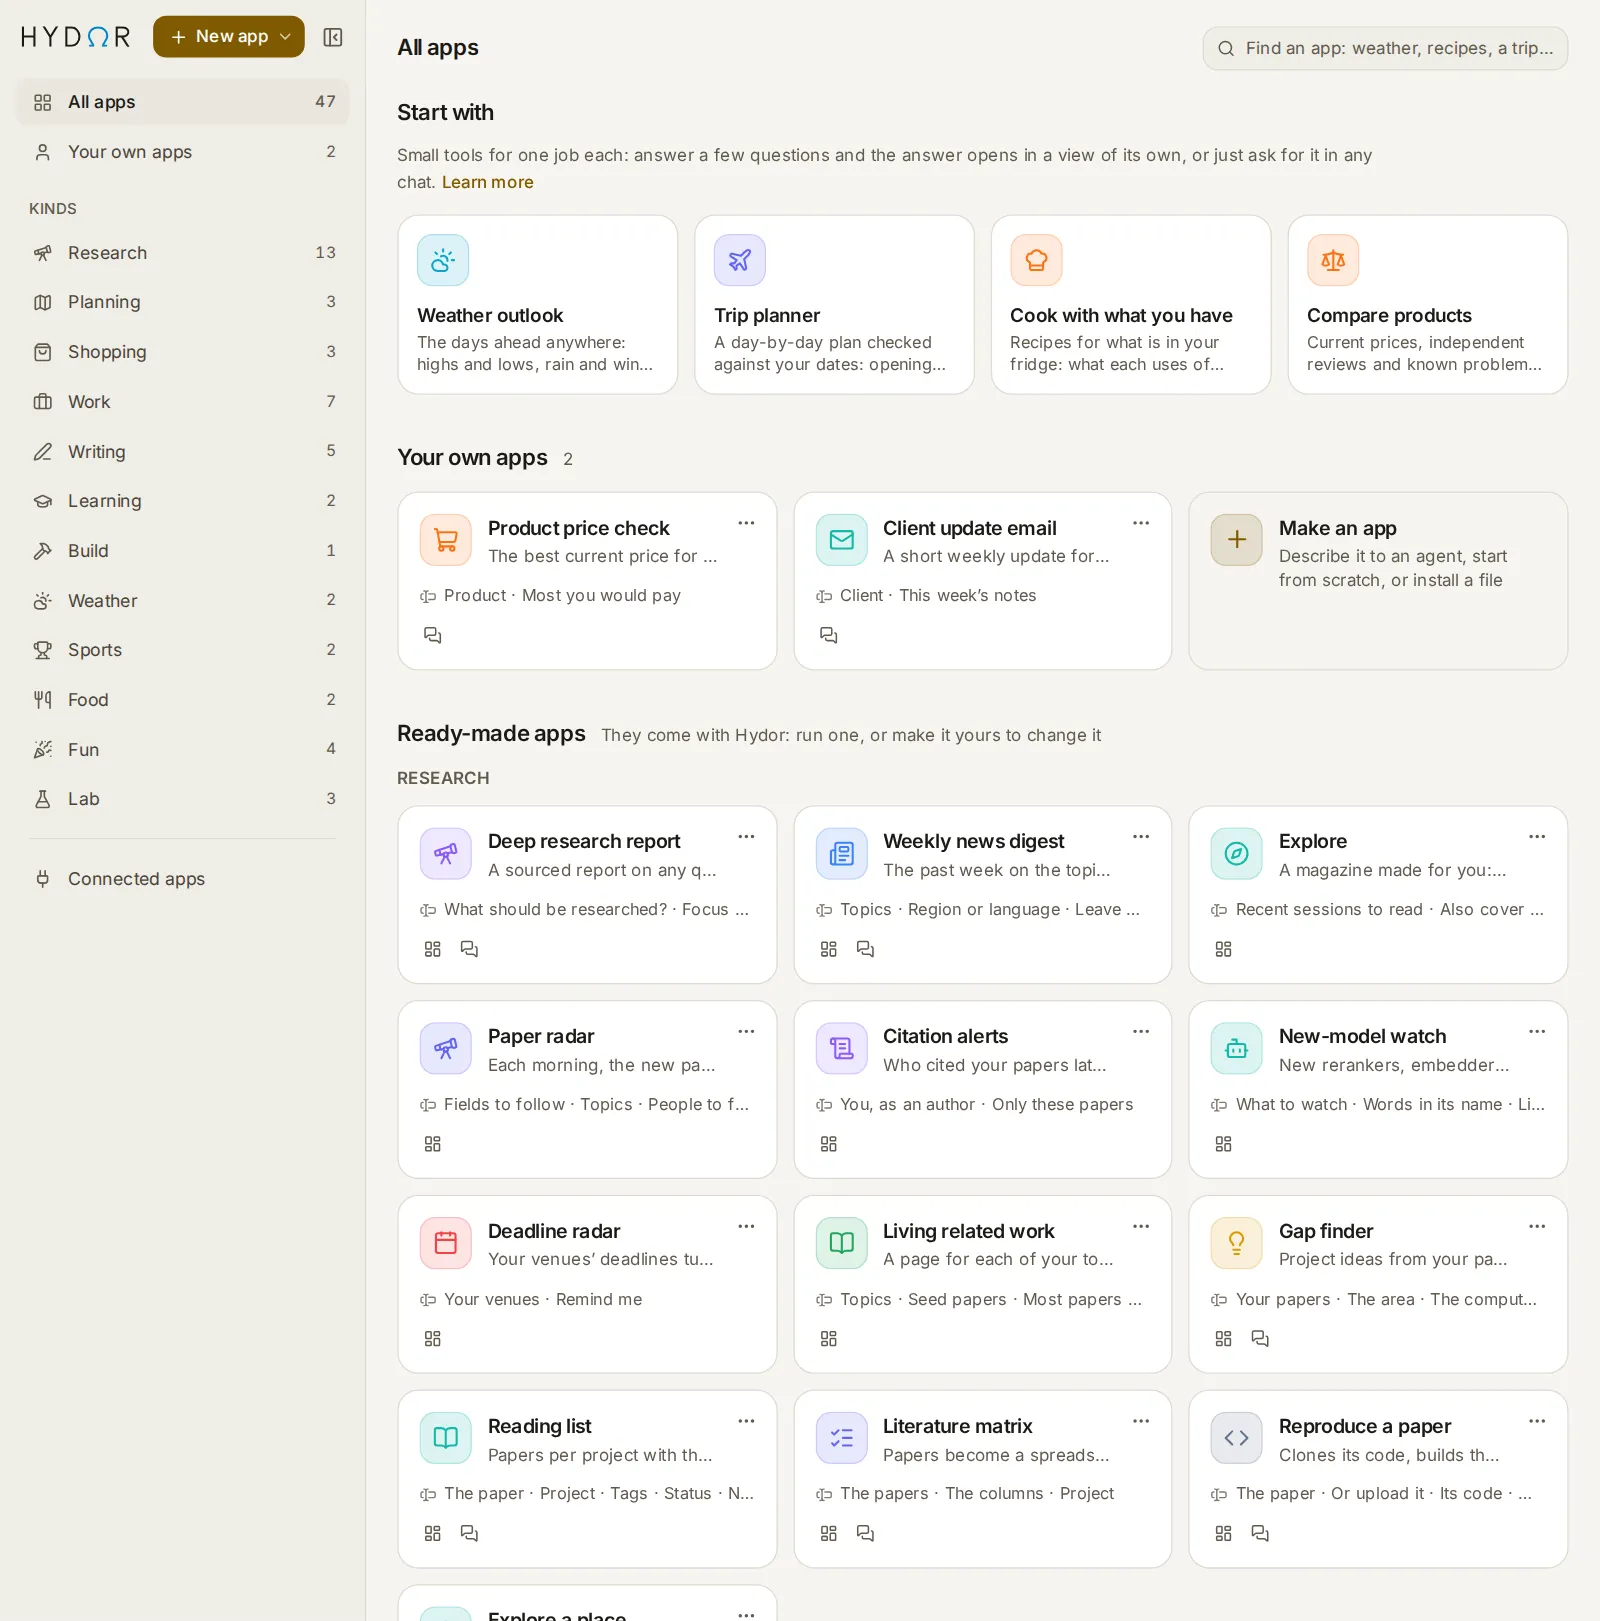 HYDΩR
New app
All apps
47
Your own apps
2
KINDS
Research
13
Planning
3
Shopping
3
Work
7
Writing
5
Learning
2
Build
1
Weather
2
Sports
2
Food
2
Fun
4
Lab
3
Connected apps
All apps
Find an app: weather, recipes, a trip...
Start with
Small tools for one job each: answer a few questions and the answer opens in a view of its own, or just ask for it in any
chat. Learn more
Weather outlook
The days ahead anywhere:
highs and lows, rain and win...
Trip planner
A day-by-day plan checked
against your dates: opening...
Cook with what you have
Recipes for what is in your
fridge: what each uses of...
Compare products
Current prices, independent
reviews and known problem...
Your own apps 2
Product price check
The best current price for ...
Product · Most you would pay
Client update email
A short weekly update for...
Client · This week’s notes
Make an app
Describe it to an agent, start
from scratch, or install a file
Ready-made apps They come with Hydor: run one, or make it yours to change it
RESEARCH
Deep research report
A sourced report on any q...
What should be researched? · Focus ...
Weekly news digest
The past week on the topi...
Topics · Region or language · Leave ...
Explore
A magazine made for you:...
Recent sessions to read · Also cover ...
Paper radar
Each morning, the new pa...
Fields to follow · Topics · People to f...
Citation alerts
Who cited your papers lat...
You, as an author · Only these papers
New-model watch
New rerankers, embedder...
What to watch · Words in its name · Li...
Deadline radar
Your venues’ deadlines tu...
Your venues · Remind me
Living related work
A page for each of your to...
Topics · Seed papers · Most papers ...
Gap finder
Project ideas from your pa...
Your papers · The area · The comput...
Reading list
Papers per project with th...
The paper · Project · Tags · Status · N...
Literature matrix
Papers become a spreads...
The papers · The columns · Project
Reproduce a paper
Clones its code, builds th...
The paper · Or upload it · Its code · ...
Explore a place